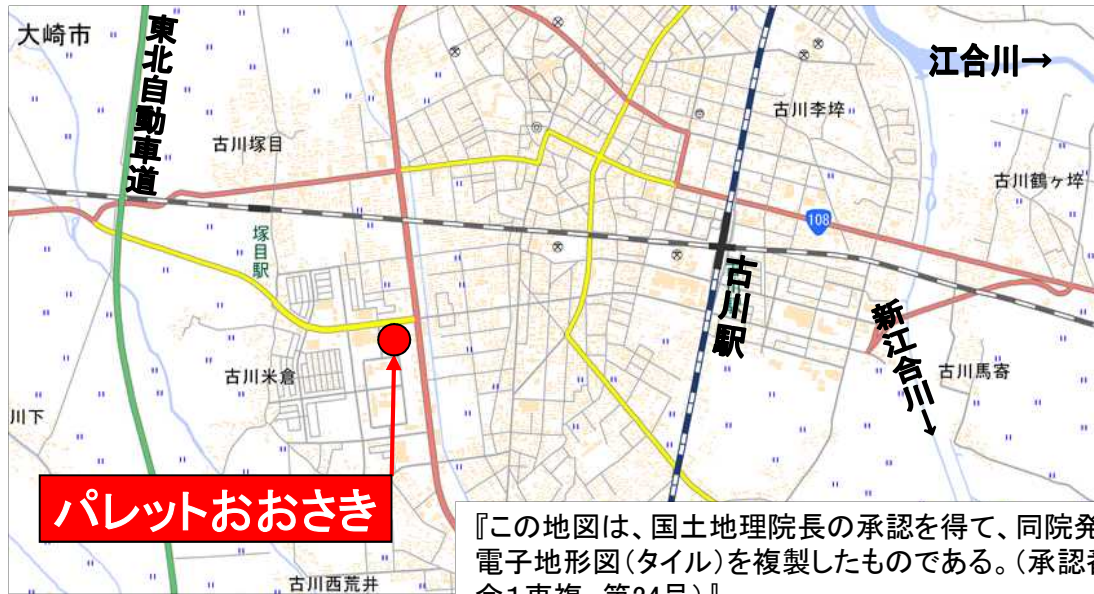 大崎市
東北自動車道
江合川→
古川李埣
古川塚目
古川鶴ヶ埣
108
塚目駅
古川駅
新江合川→
古川米倉
古川馬寄
川下
パレットおおさき
『この地図は、国土地理院長の承認を得て、同院発
電子地形図(タイル)を複製したものである。(承認
古川西荒井